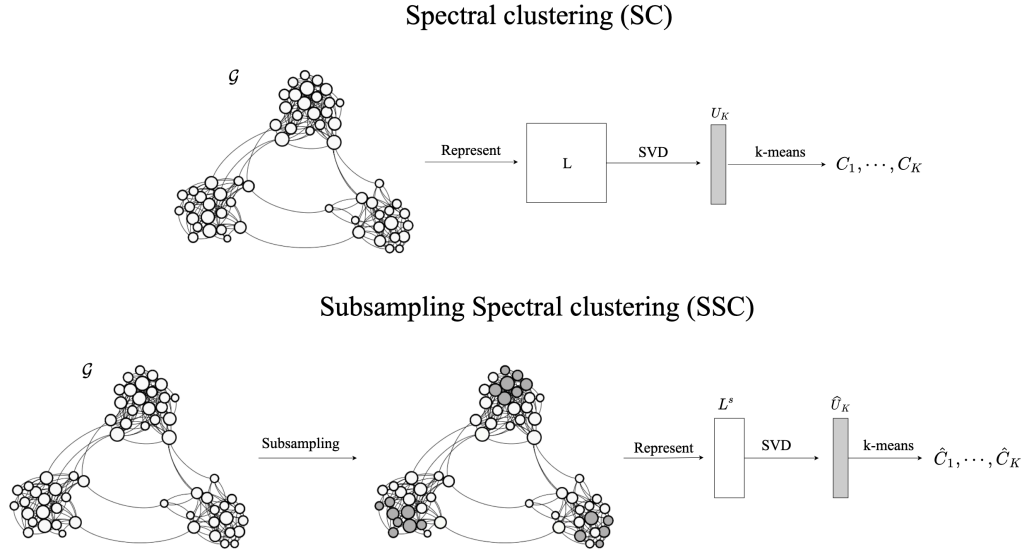 Spectral clustering (SC)
𝒢
Represent
L
SVD
U_K
k-means
C_1, ⋯, C_K
Subsampling Spectral clustering (SSC)
𝒢
Subsampling
Represent
L^s
SVD
Û_K
k-means
Ĉ_1, ⋯, Ĉ_K